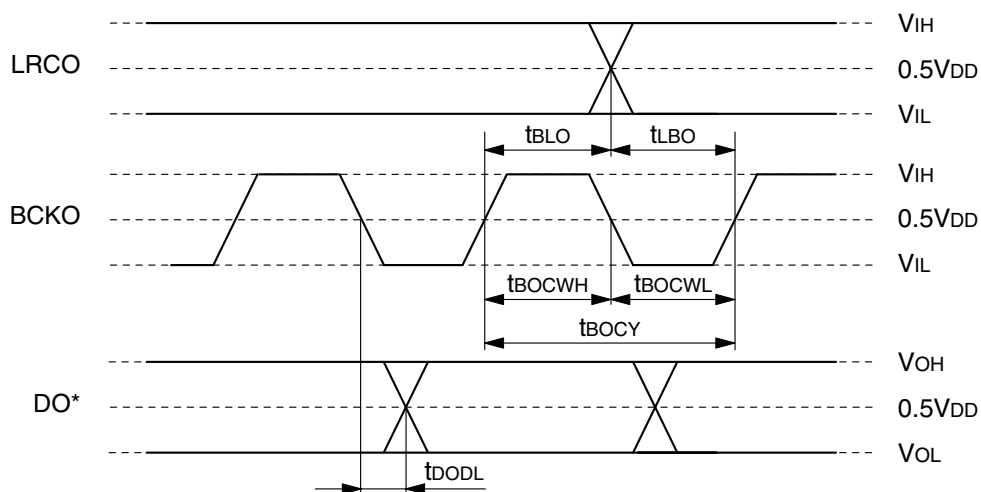 VIH
LRCO
0.5VDD
VIL
tBLO
tLBO
VIH
BCKO
0.5VDD
VIL
tBOCWH
tBOCWL
tBOCY
VOH
DO*
0.5VDD
VOL
tDODL